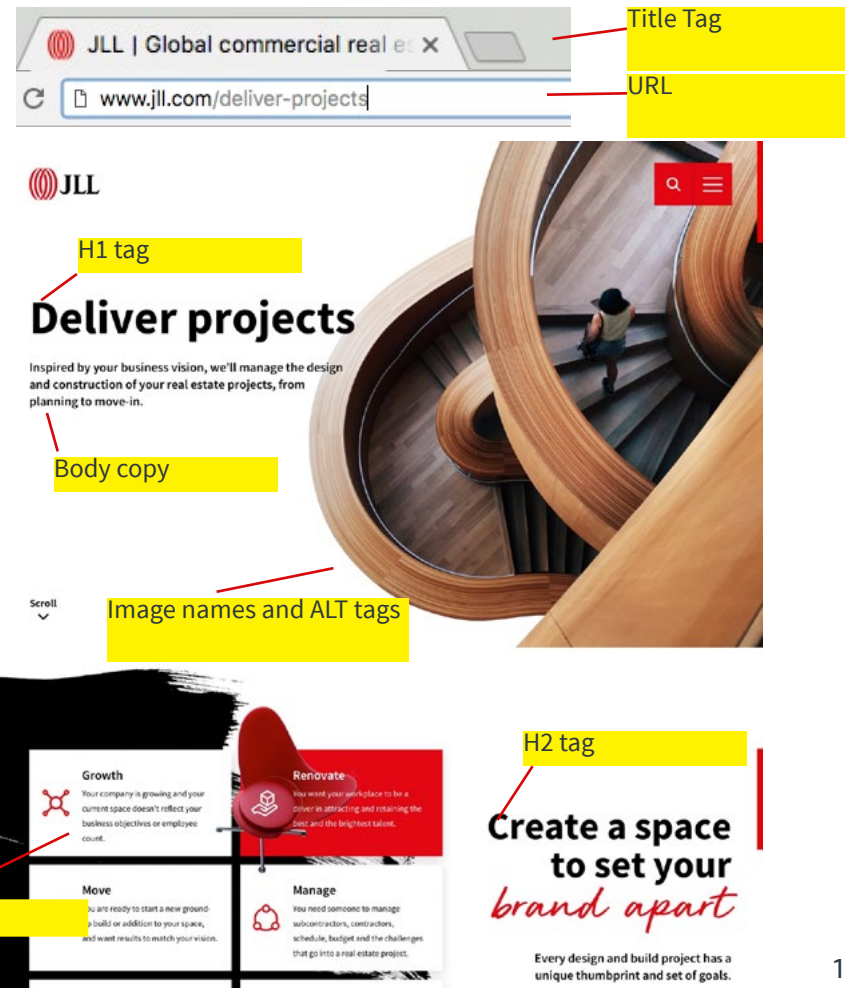 Title Tag
JLL | Global commercial real es
URL
www.jll.com/deliver-projects
JLL
H1 tag
Deliver projects
Inspired by your business vision, we'll manage the design
and construction of your real estate projects, from
planning to move-in.
Body copy
Scroll
Image names and ALT tags
H2 tag
Growth
Your company is growing and your
current space doesn't reflect your
business objectives or employee
count.
Renovate
You want your workplace to be a
driver in attracting and retaining the
best and the brightest talent.
Create a space
to set your
brand apart
Move
you are ready to start a new ground-
up build or addition to your space,
and want results to match your vision.
Manage
You need someone to manage
subcontractors, contractors,
schedule, budget and the challenges
that go into a real estate project.
Every design and build project has a
unique thumbprint and set of goals.
1